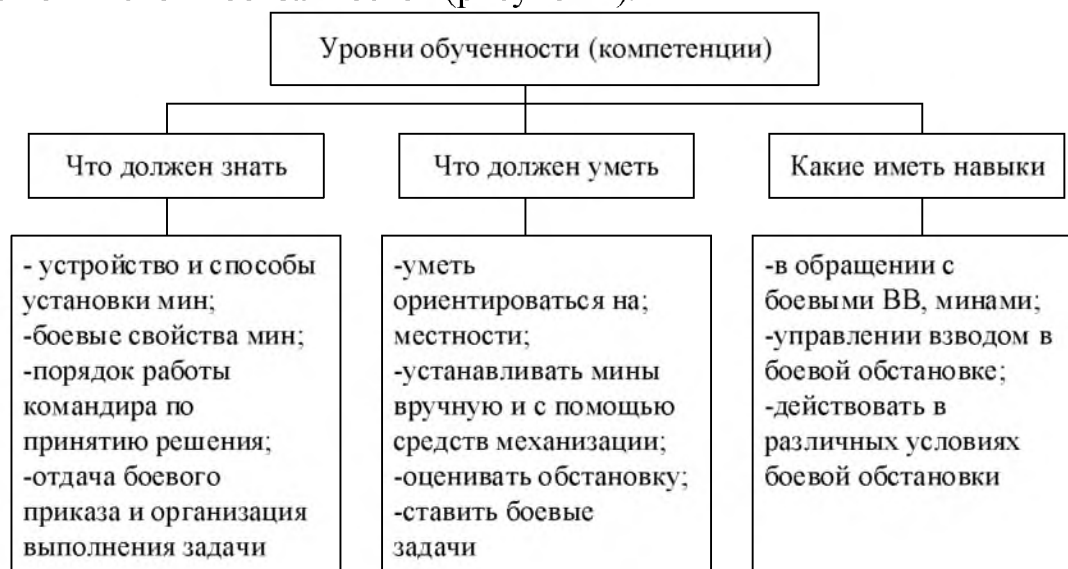 (рисунок
Уровни обученности (компетенции)
Что должен знать
Что должен уметь
Какие иметь навыки
- устройство и способы
установки мин;
-боевые свойства мин;
-порядок работы
командира по
принятию решения;
-отдача боевого
приказа и организация
выполнения задачи
-уметь
ориентироваться на;
местности;
-устанавливать мины
вручную и с помощью
средств механизации;
-оценивать обстановку;
-ставить боевые
задачи
-в обращении с
боевыми ВВ, минами;
-управлении взводом в
боевой обстановке;
-действовать в
различных условиях
боевой обстановки